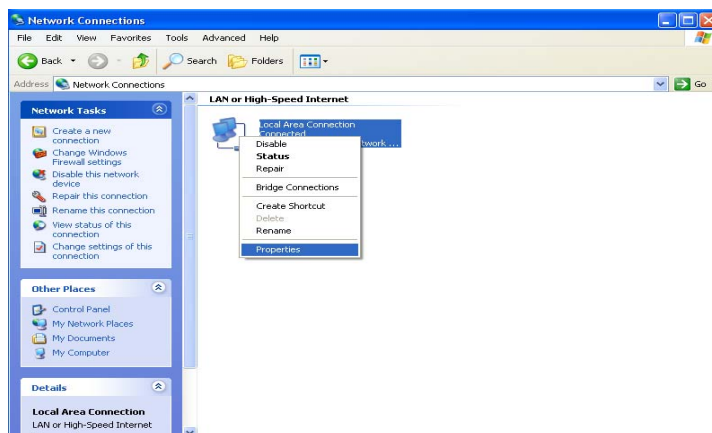 Network Connections
File Edit View Favorites Tools Advanced Help
Back Search Folders
Address Network Connections Go
Network Tasks
Create a new
connection
Change Windows
Firewall settings
Disable this network
device
Repair this connection
Rename this connection
View status of this
connection
Change settings of this
connection
Other Places
Control Panel
My Network Places
My Documents
My Computer
Details
Local Area Connection
LAN or High-Speed Internet
LAN or High-Speed Internet
Local Area Connection
Connected
twork ...
Disable
Status
Repair
Bridge Connections
Create Shortcut
Delete
Rename
Properties